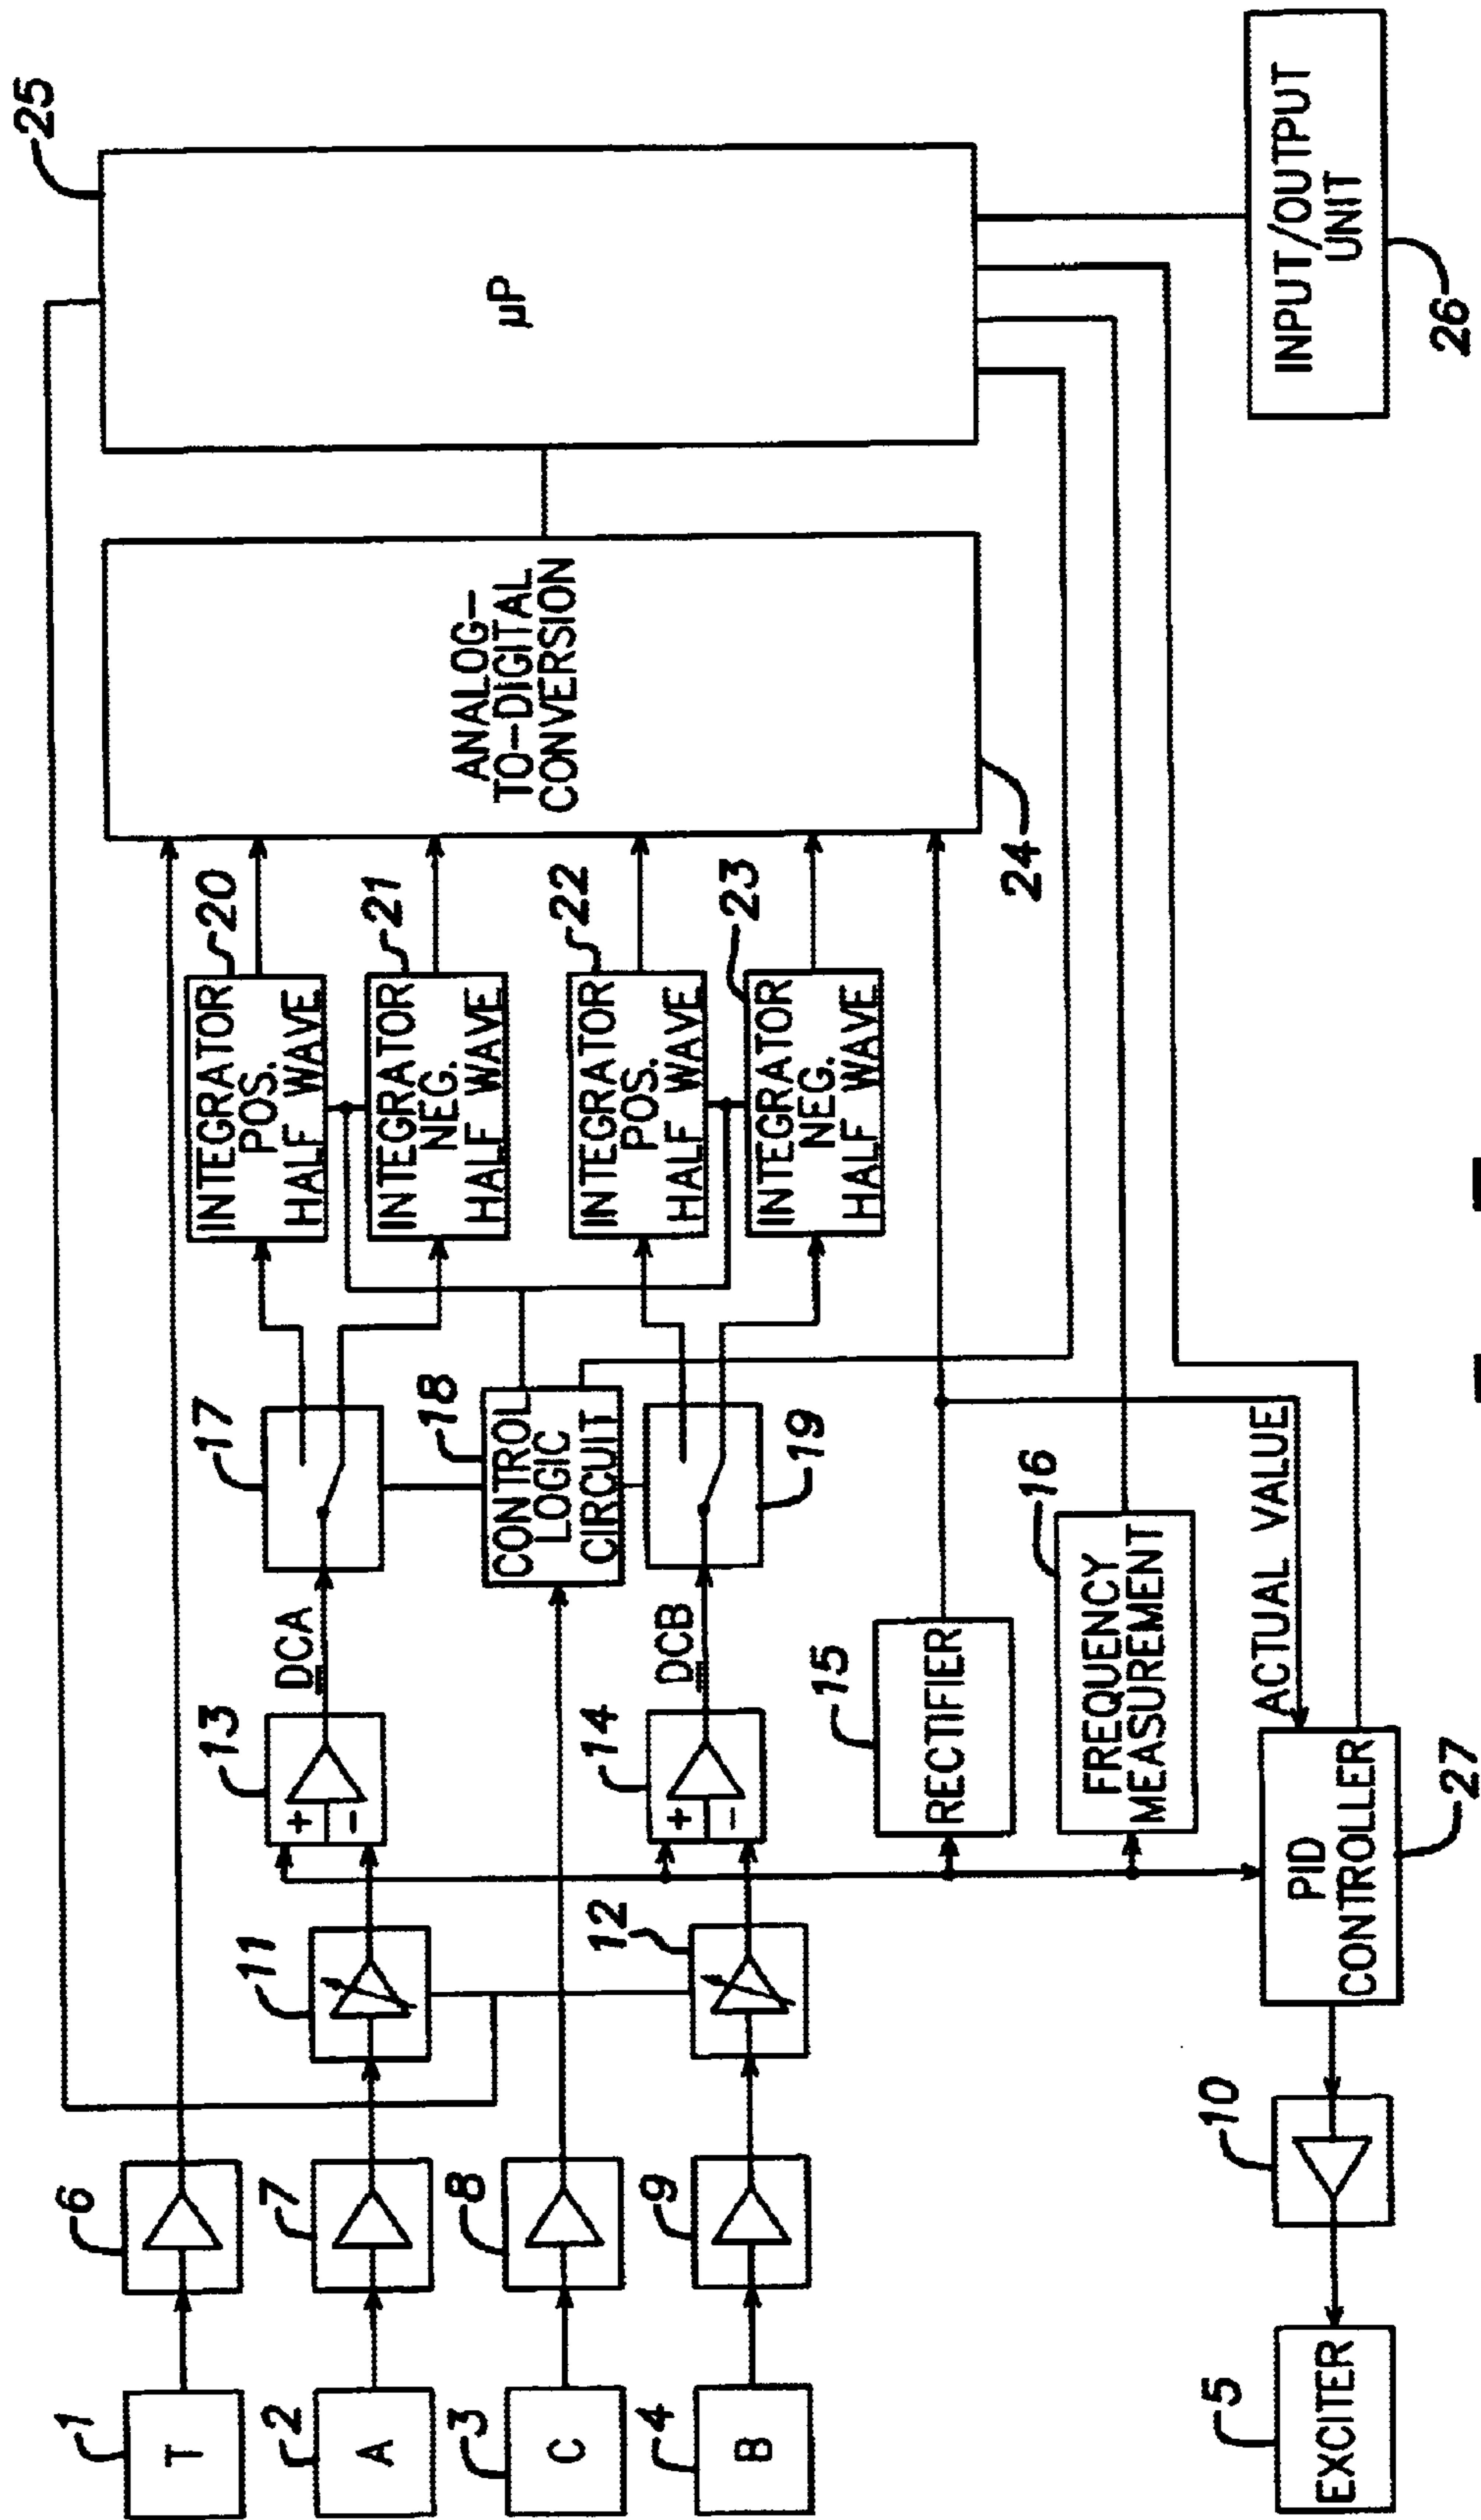 1
T
6
2
A
7
11
13
+
−
DCA
17
INTEGRATOR
POS.
HALF WAVE
20
INTEGRATOR
NEG.
HALF WAVE
21
3
C
8
CONTROL
LOGIC
CIRCUIT
18
4
B
9
12
14
+
−
DCB
19
INTEGRATOR
POS.
HALF WAVE
22
INTEGRATOR
NEG.
HALF WAVE
23
ANALOG-
TO-DIGITAL
CONVERSION
24
µP
25
RECTIFIER
15
FREQUENCY
MEASUREMENT
16
ACTUAL VALUE
5
EXCITER
10
PID
CONTROLLER
27
INPUT/OUTPUT
UNIT
26